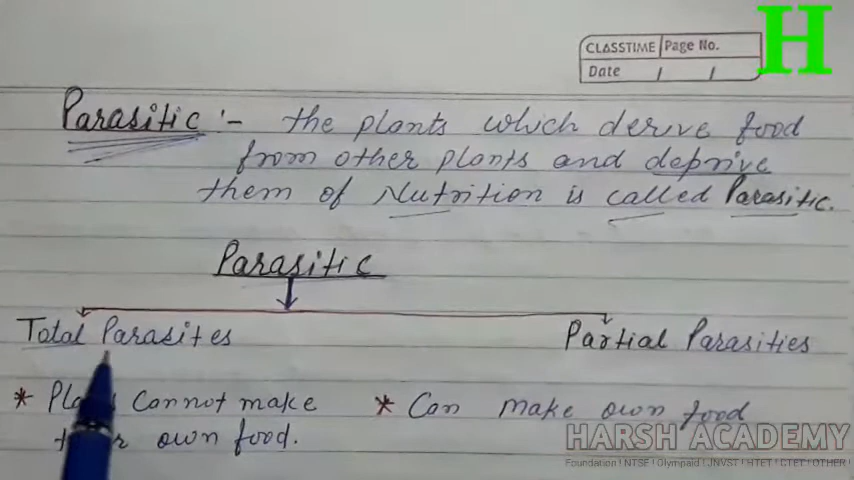 H
CLASSTIME Page No.
Date / /
Parasitic :- the plants which derive food
from other plants and deprive
them of Nutrition is called Parasitic.
Parasitic
Total Parasites Partial Parasities
* cannot make * Can make own food
own food.
HARSH ACADEMY
Foundation ! NTSE ! Olympaid ! JNVST ! HTET ! CTET ! OTHER !